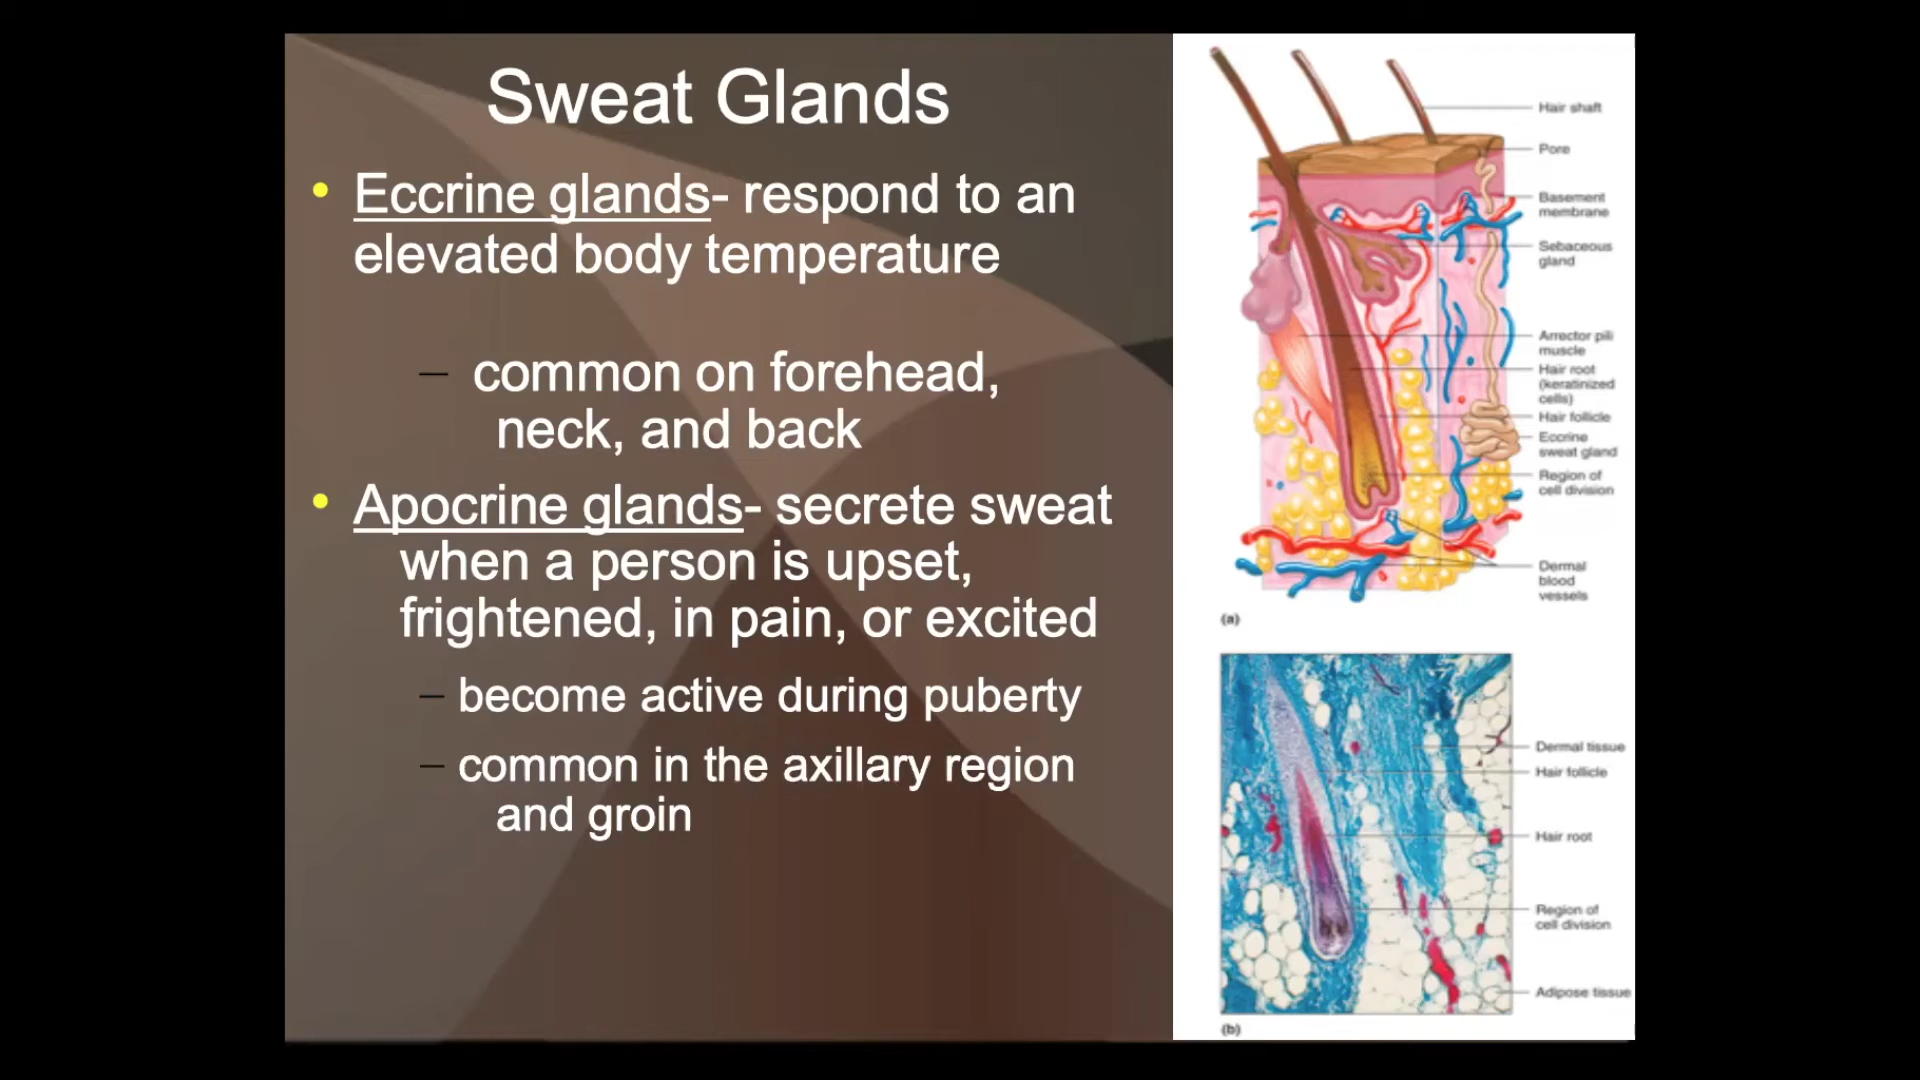 Sweat Glands
• Eccrine glands- respond to an
elevated body temperature
– common on forehead,
neck, and back
• Apocrine glands- secrete sweat
when a person is upset,
frightened, in pain, or excited
– become active during puberty
– common in the axillary region
and groin
Hair shaft
Pore
Basement
membrane
Sebaceous
gland
Arrector pili
muscle
Hair root
(keratinized
cells)
Hair follicle
Eccrine
sweat gland
Region of
cell division
Dermal
blood
vessels
(a)
Dermal tissue
Hair follicle
Hair root
Region of
cell division
Adipose tissue
(b)